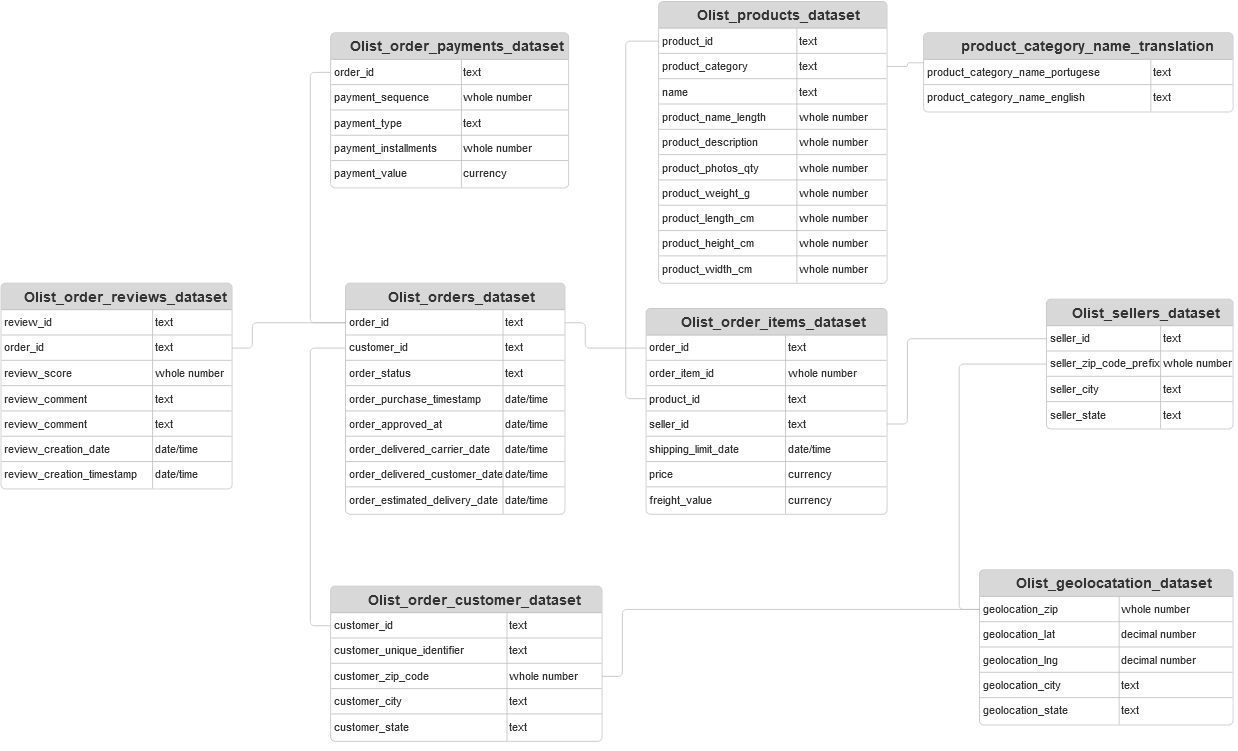 Olist_order_payments_dataset
order_id text
payment_sequence whole number
payment_type text
payment_installments whole number
payment_value currency
Olist_products_dataset
product_id text
product_category text
name text
product_name_length whole number
product_description whole number
product_photos_qty whole number
product_weight_g whole number
product_length_cm whole number
product_height_cm whole number
product_width_cm whole number
product_category_name_translation
product_category_name_portugese text
product_category_name_english text
Olist_order_reviews_dataset
review_id text
order_id text
review_score whole number
review_comment text
review_comment text
review_creation_date date/time
review_creation_timestamp date/time
Olist_orders_dataset
order_id text
customer_id text
order_status text
order_purchase_timestamp date/time
order_approved_at date/time
order_delivered_carrier_date date/time
order_delivered_customer_date date/time
order_estimated_delivery_date date/time
Olist_order_items_dataset
order_id text
order_item_id whole number
product_id text
seller_id text
shipping_limit_date date/time
price currency
freight_value currency
Olist_sellers_dataset
seller_id text
seller_zip_code_prefix whole number
seller_city text
seller_state text
Olist_order_customer_dataset
customer_id text
customer_unique_identifier text
customer_zip_code whole number
customer_city text
customer_state text
Olist_geolocatation_dataset
geolocation_zip whole number
geolocation_lat decimal number
geolocation_lng decimal number
geolocation_city text
geolocation_state text